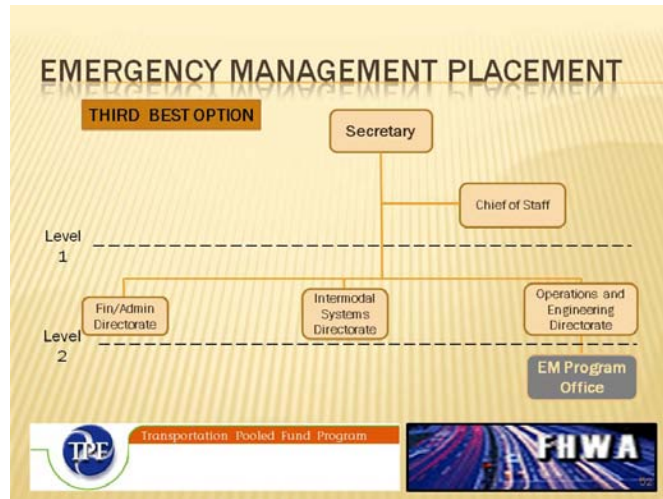 EMERGENCY MANAGEMENT PLACEMENT
THIRD BEST OPTION
Secretary
Chief of Staff
Level
1
Fin/Admin
Directorate
Intermodal
Systems
Directorate
Operations and
Engineering
Directorate
Level
2
EM Program
Office
TPF
Transportation Pooled Fund Program
FHWA